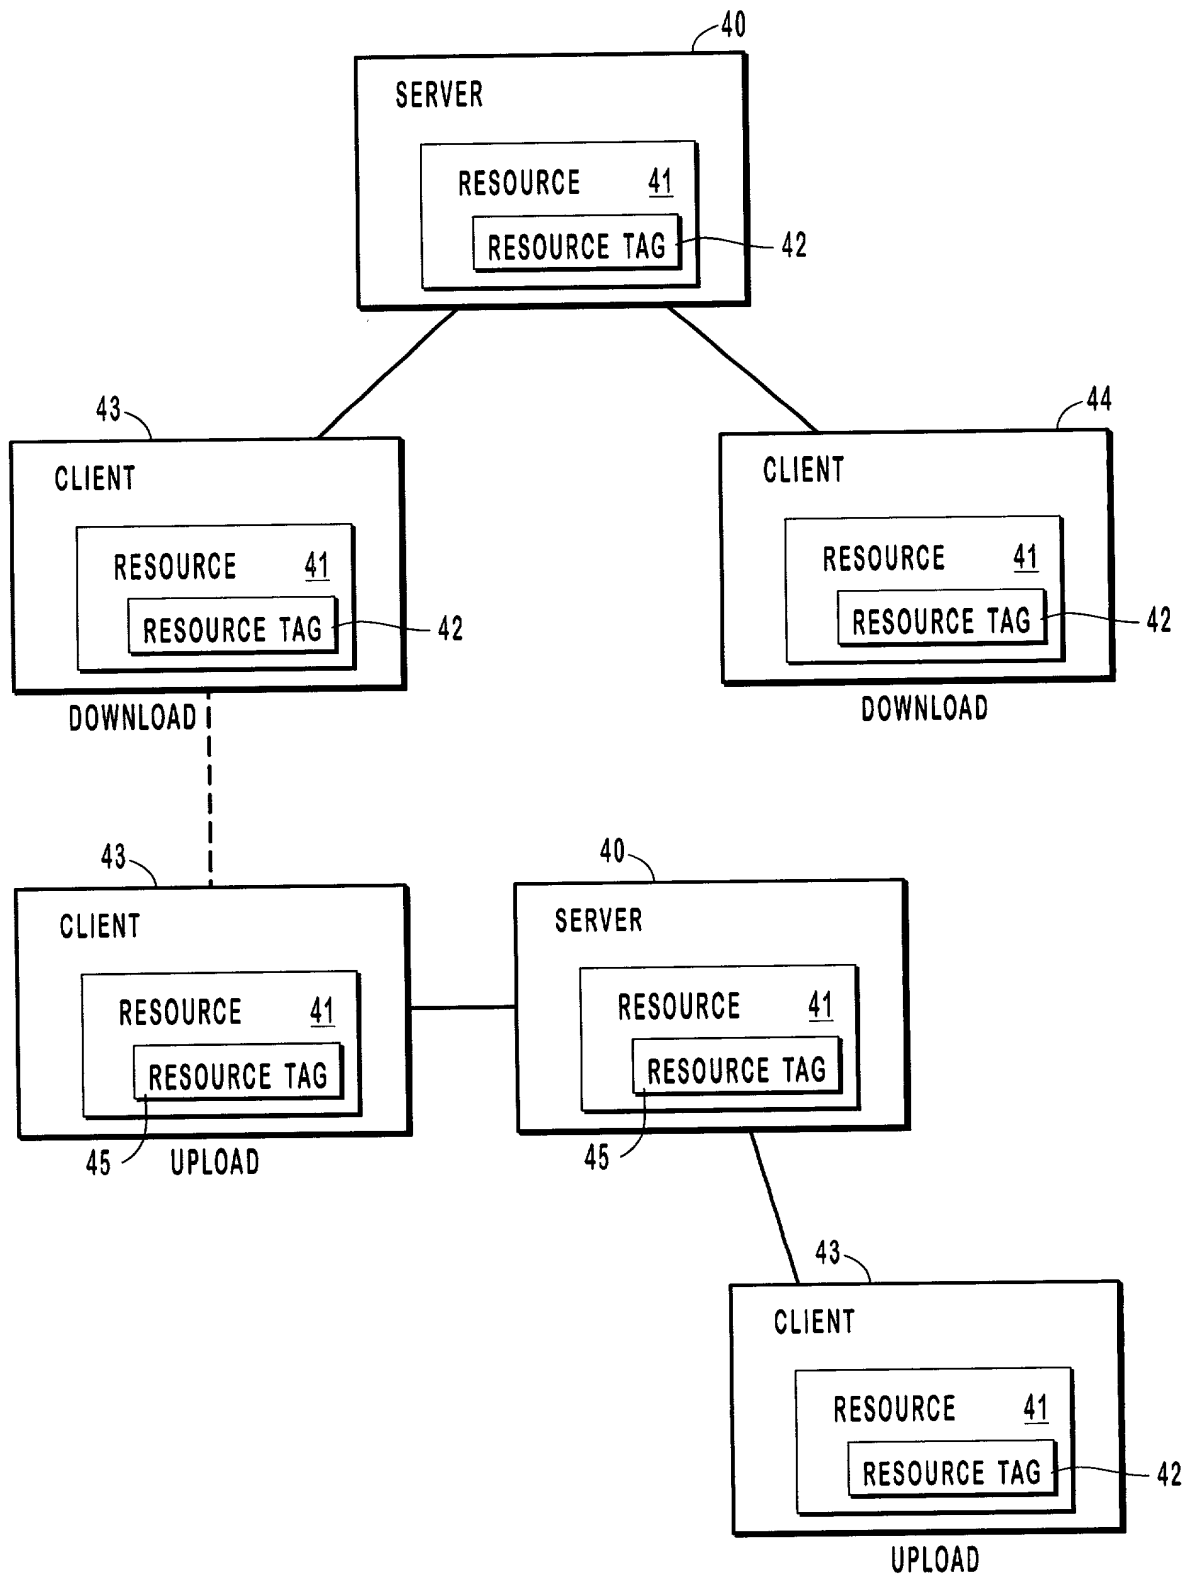 40
SERVER
RESOURCE 41
RESOURCE TAG 42
43
CLIENT
RESOURCE 41
RESOURCE TAG 42
DOWNLOAD
44
CLIENT
RESOURCE 41
RESOURCE TAG 42
DOWNLOAD
43
CLIENT
RESOURCE 41
RESOURCE TAG
45
UPLOAD
40
SERVER
RESOURCE 41
RESOURCE TAG
45
43
CLIENT
RESOURCE 41
RESOURCE TAG 42
UPLOAD